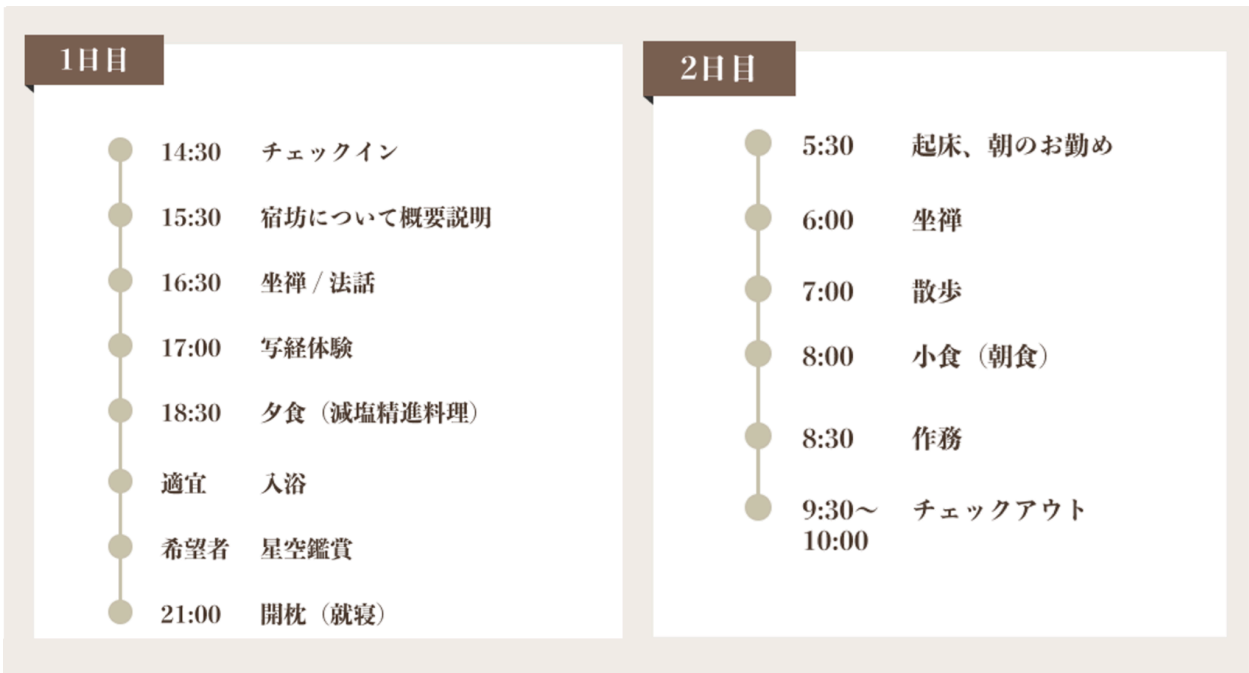 1日目
14:30 チェックイン
15:30 宿坊について概要説明
16:30 坐禅 / 法話
17:00 写経体験
18:30 夕食（減塩精進料理）
適宜 入浴
希望者 星空鑑賞
21:00 開枕（就寝）
2日目
5:30 起床、朝のお勤め
6:00 坐禅
7:00 散歩
8:00 小食（朝食）
8:30 作務
9:30〜 チェックアウト
10:00